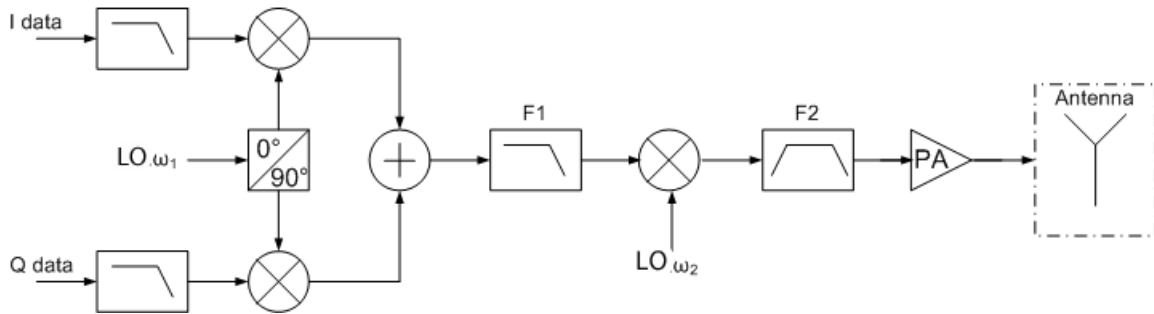 I data
F1
F2
Antenna
LO.ω₁
0°
90°
PA
Q data
LO.ω₂